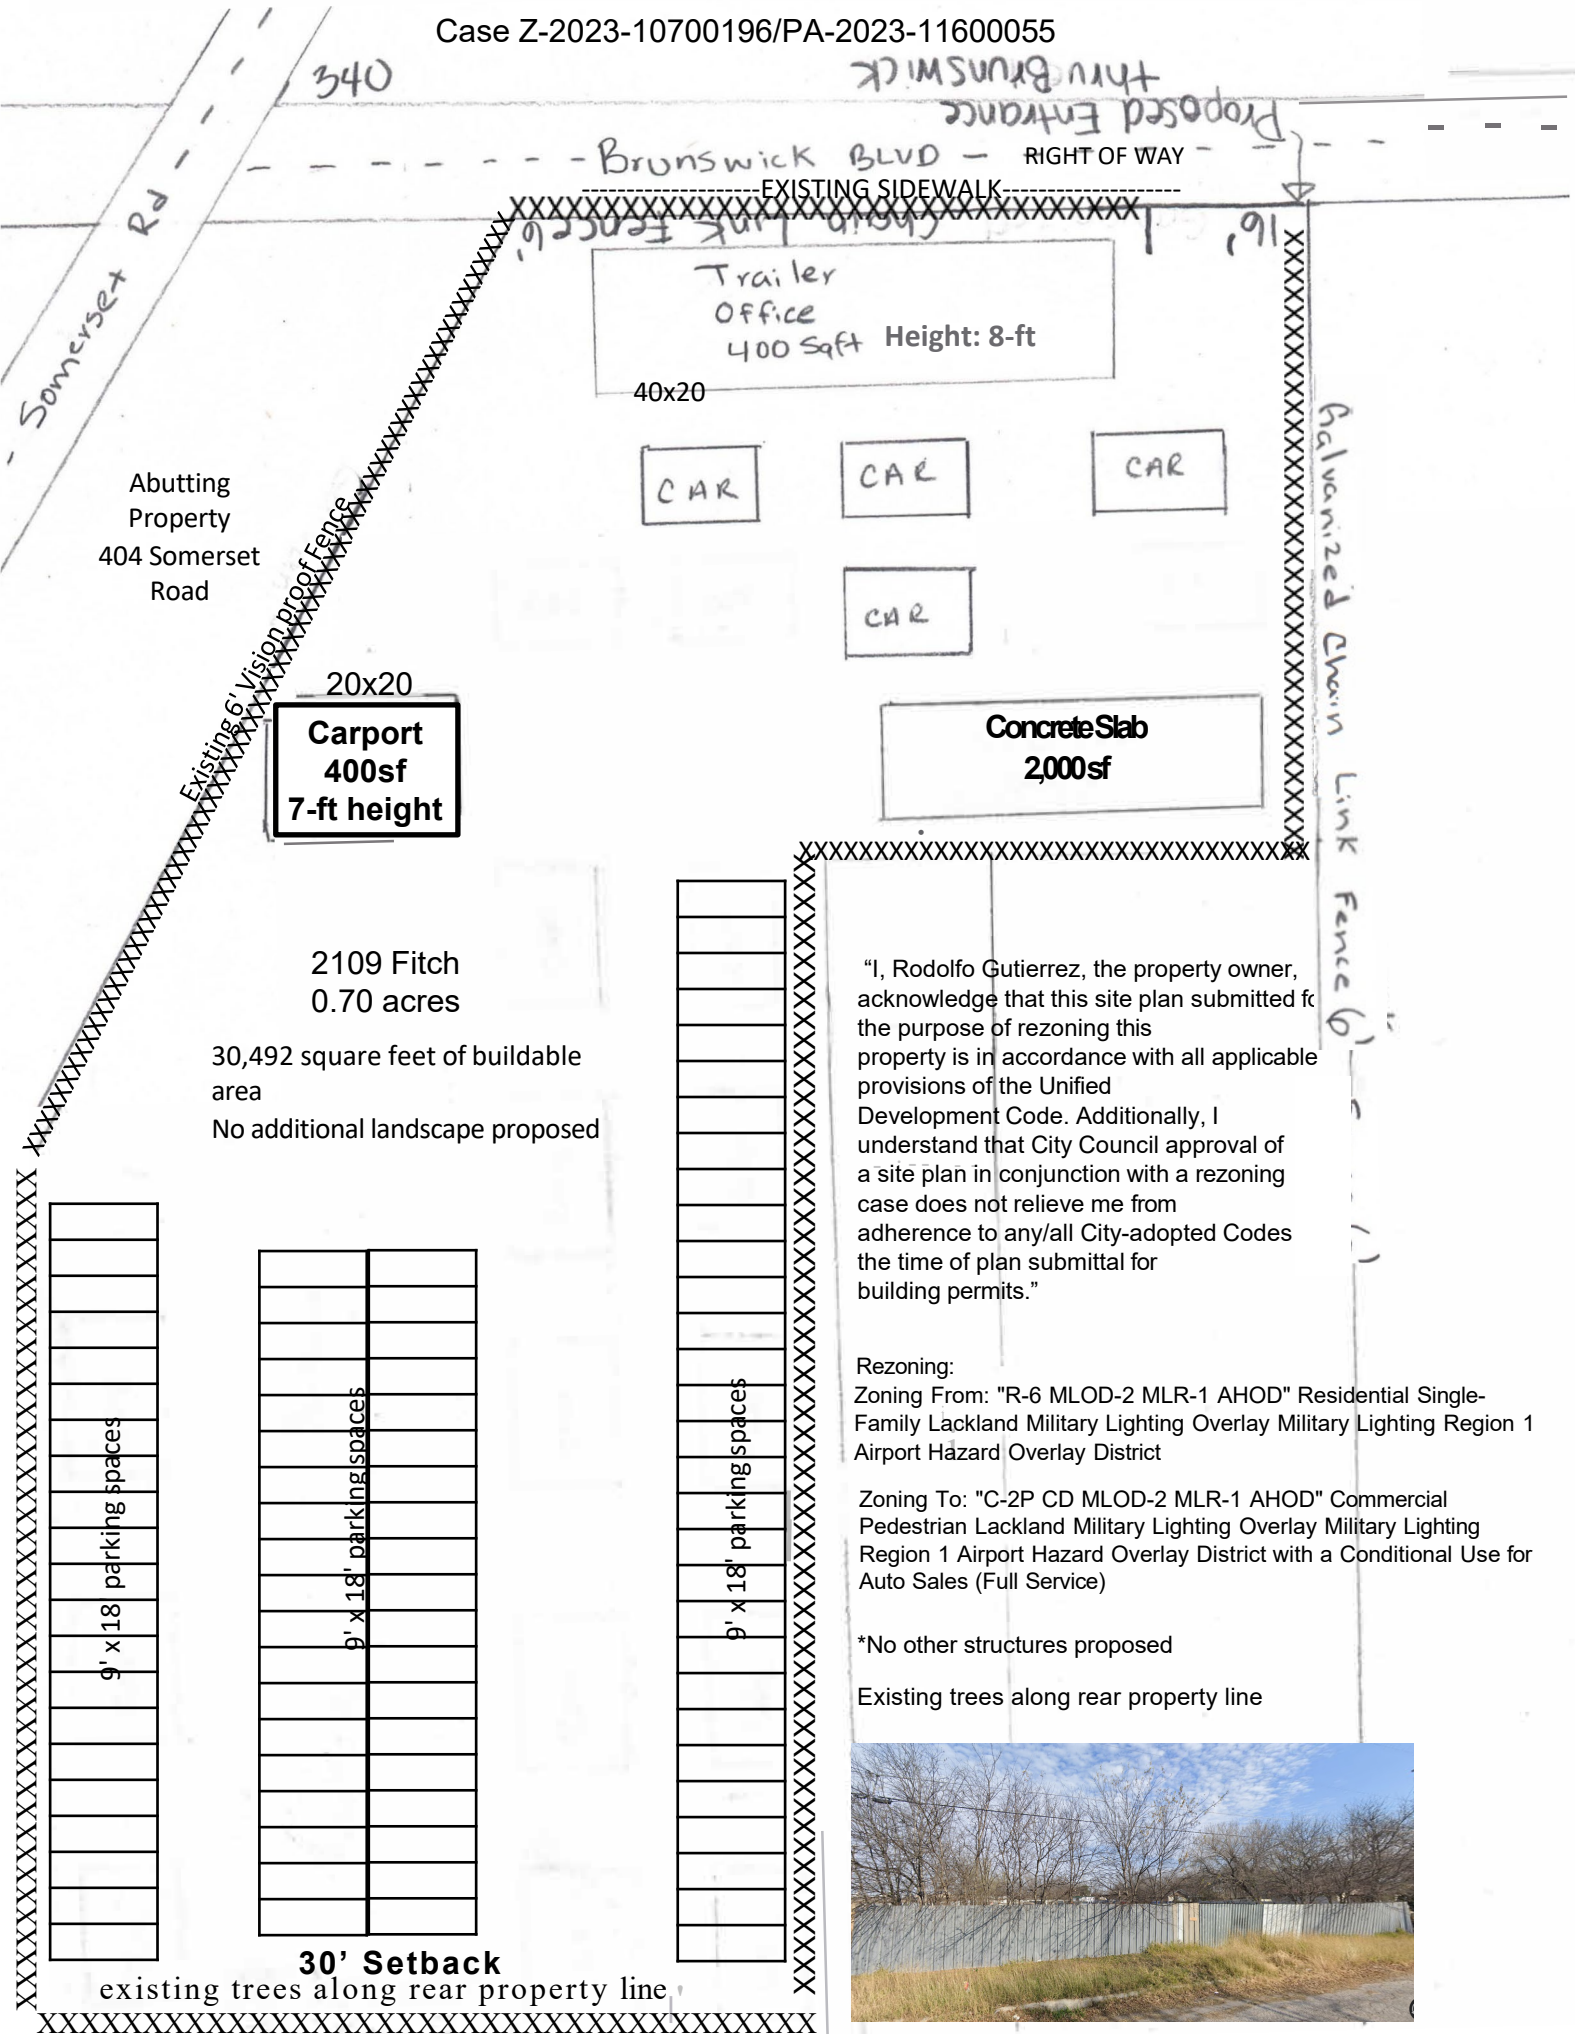 Case Z-2023-10700196/PA-2023-11600055
340
Proposed Entrance
thru Brunswick
Brunswick BLVD
RIGHT OF WAY
EXISTING SIDEWALK
Chain Link Fence 6'
16'
Somerset Rd
Trailer
Office
400 Sqft
Height: 8-ft
40x20
CAR
CAR
CAR
CAR
Galvanized Chain Link Fence 6'
Abutting
Property
404 Somerset
Road
Existing 6' Vision proof Fence
20x20
Carport
400sf
7-ft height
Concrete Slab
2,000 sf
2109 Fitch
0.70 acres
30,492 square feet of buildable
area
No additional landscape proposed
“I, Rodolfo Gutierrez, the property owner,
acknowledge that this site plan submitted fo
the purpose of rezoning this
property is in accordance with all applicable
provisions of the Unified
Development Code. Additionally, I
understand that City Council approval of
a site plan in conjunction with a rezoning
case does not relieve me from
adherence to any/all City-adopted Codes
the time of plan submittal for
building permits.”
Rezoning:
Zoning From: "R-6 MLOD-2 MLR-1 AHOD" Residential Single-
Family Lackland Military Lighting Overlay Military Lighting Region 1
Airport Hazard Overlay District
Zoning To: "C-2P CD MLOD-2 MLR-1 AHOD" Commercial
Pedestrian Lackland Military Lighting Overlay Military Lighting
Region 1 Airport Hazard Overlay District with a Conditional Use for
Auto Sales (Full Service)
*No other structures proposed
Existing trees along rear property line
9' x 18' parking spaces
9' x 18' parking spaces
9' x 18' parking spaces
30’ Setback
existing trees along rear property line